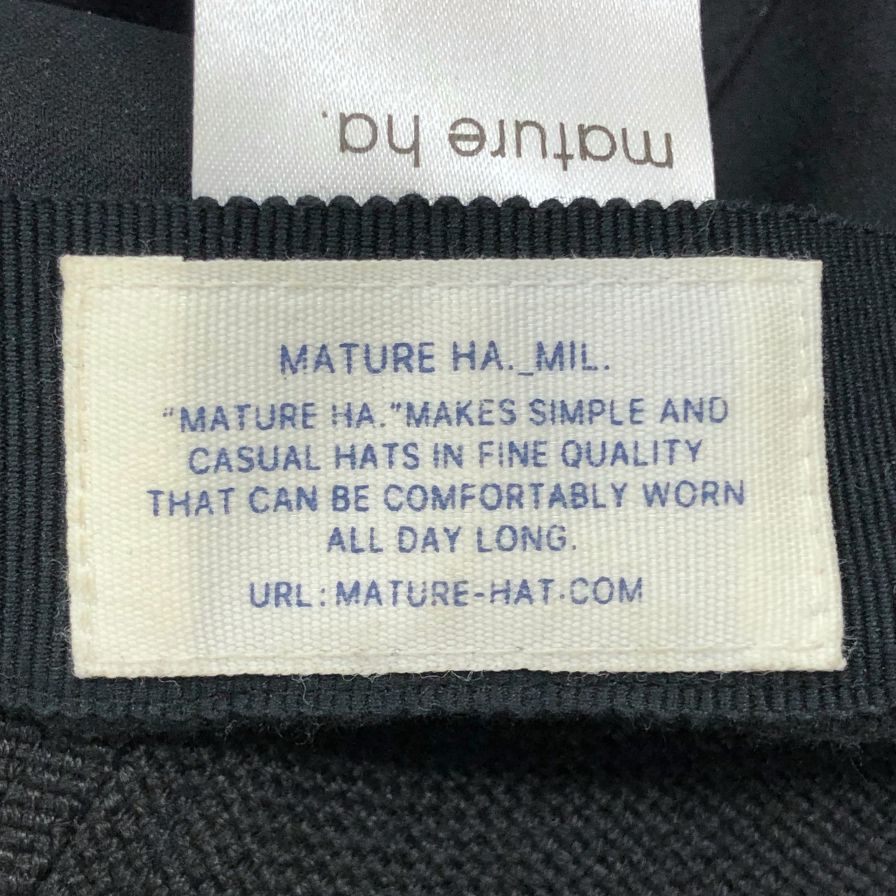 mature ha.
MATURE HA._MIL.
"MATURE HA."MAKES SIMPLE AND
CASUAL HATS IN FINE QUALITY
THAT CAN BE COMFORTABLY WORN
ALL DAY LONG.
URL:MATURE-HAT.COM